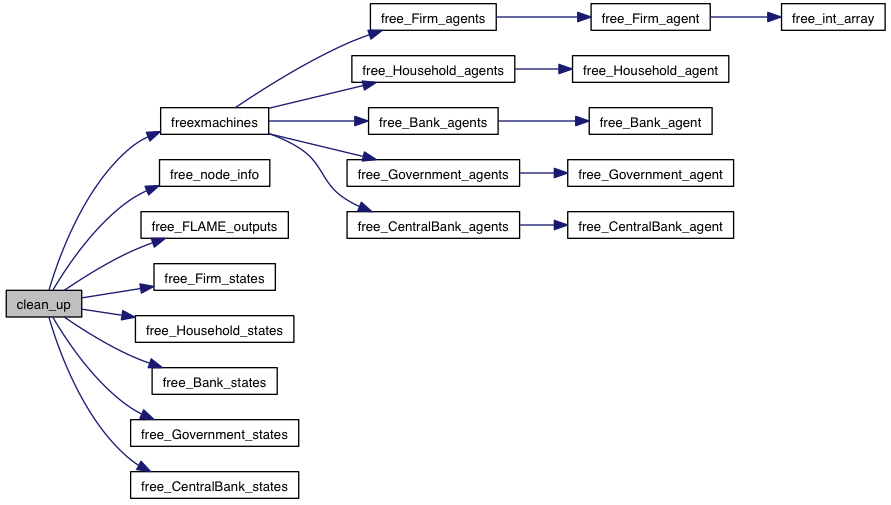 free_Firm_agents
free_Firm_agent
free_int_array
free_Household_agents
free_Household_agent
freexmachines
free_Bank_agents
free_Bank_agent
free_node_info
free_Government_agents
free_Government_agent
free_FLAME_outputs
free_CentralBank_agents
free_CentralBank_agent
free_Firm_states
clean_up
free_Household_states
free_Bank_states
free_Government_states
free_CentralBank_states